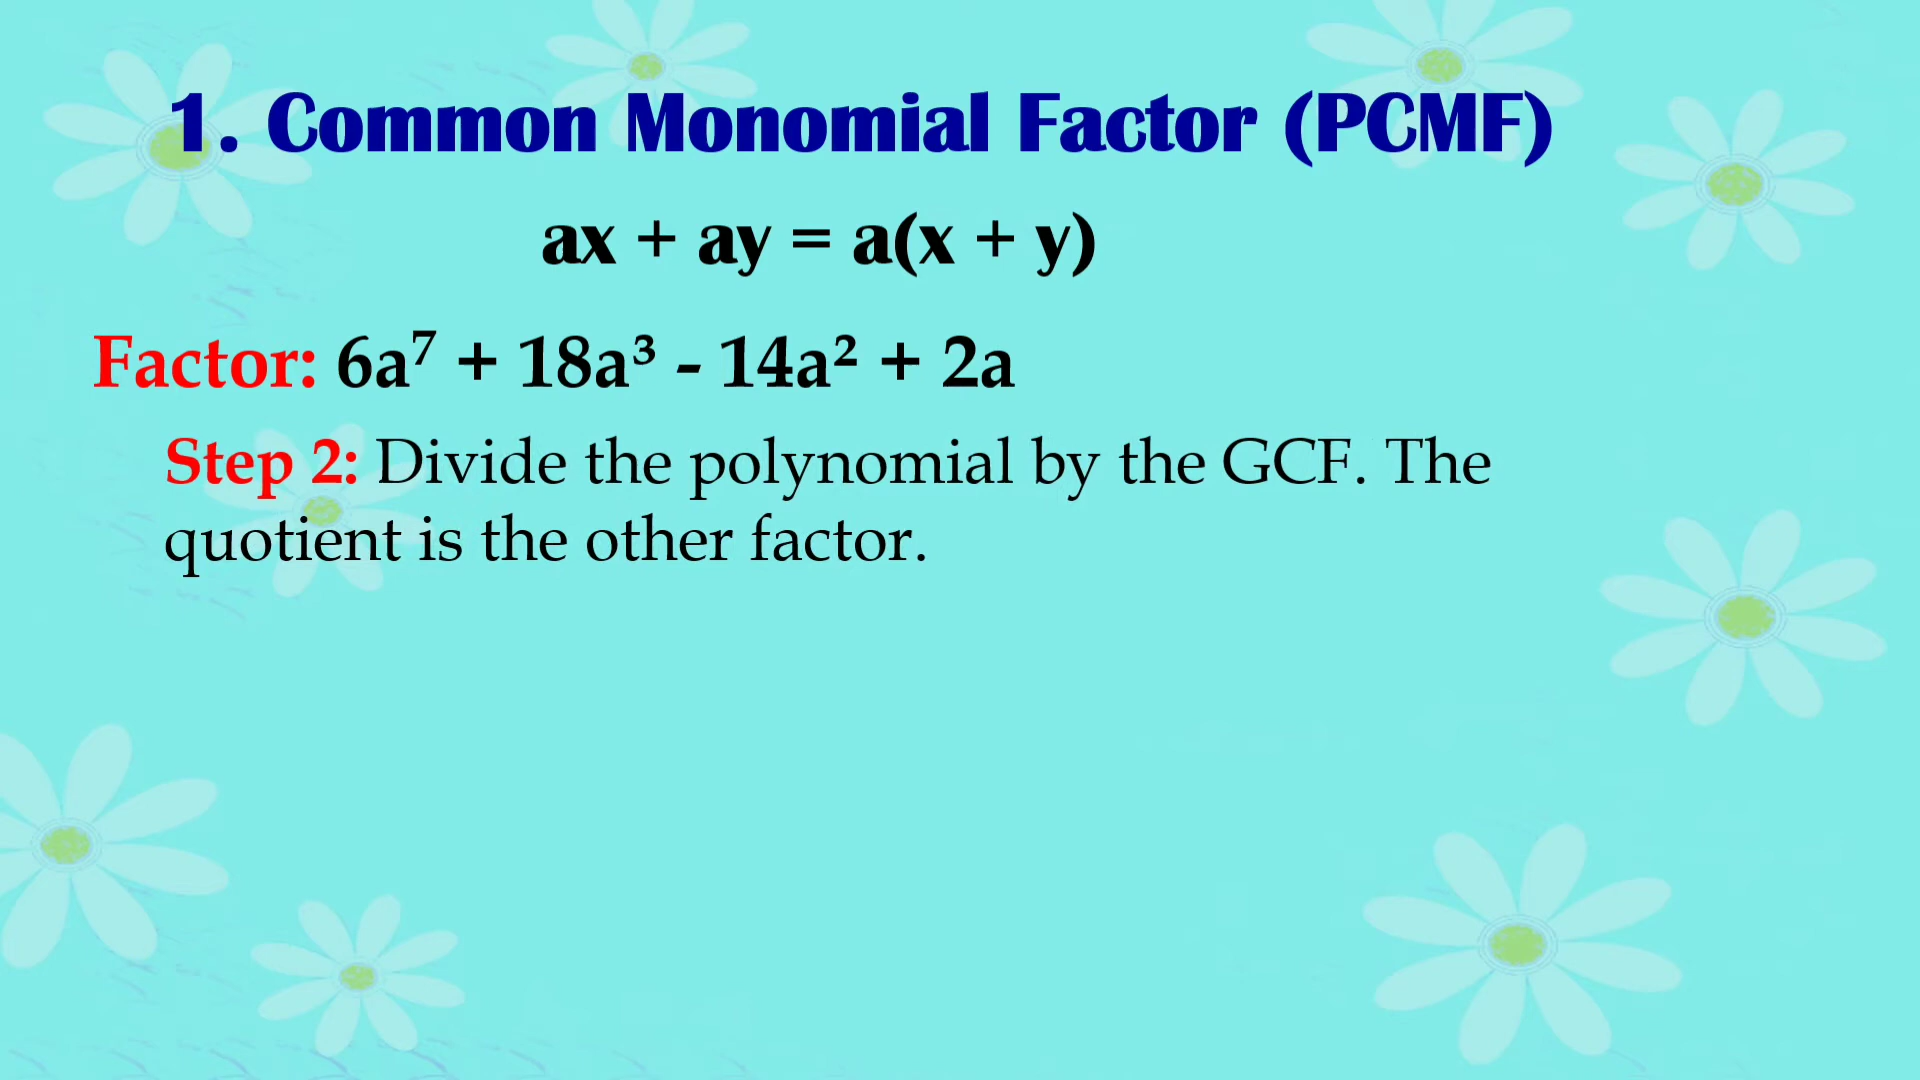 1. Common Monomial Factor (PCMF)
ax + ay = a(x + y)
Factor: 6a⁷ + 18a³ - 14a² + 2a
Step 2: Divide the polynomial by the GCF. The
quotient is the other factor.